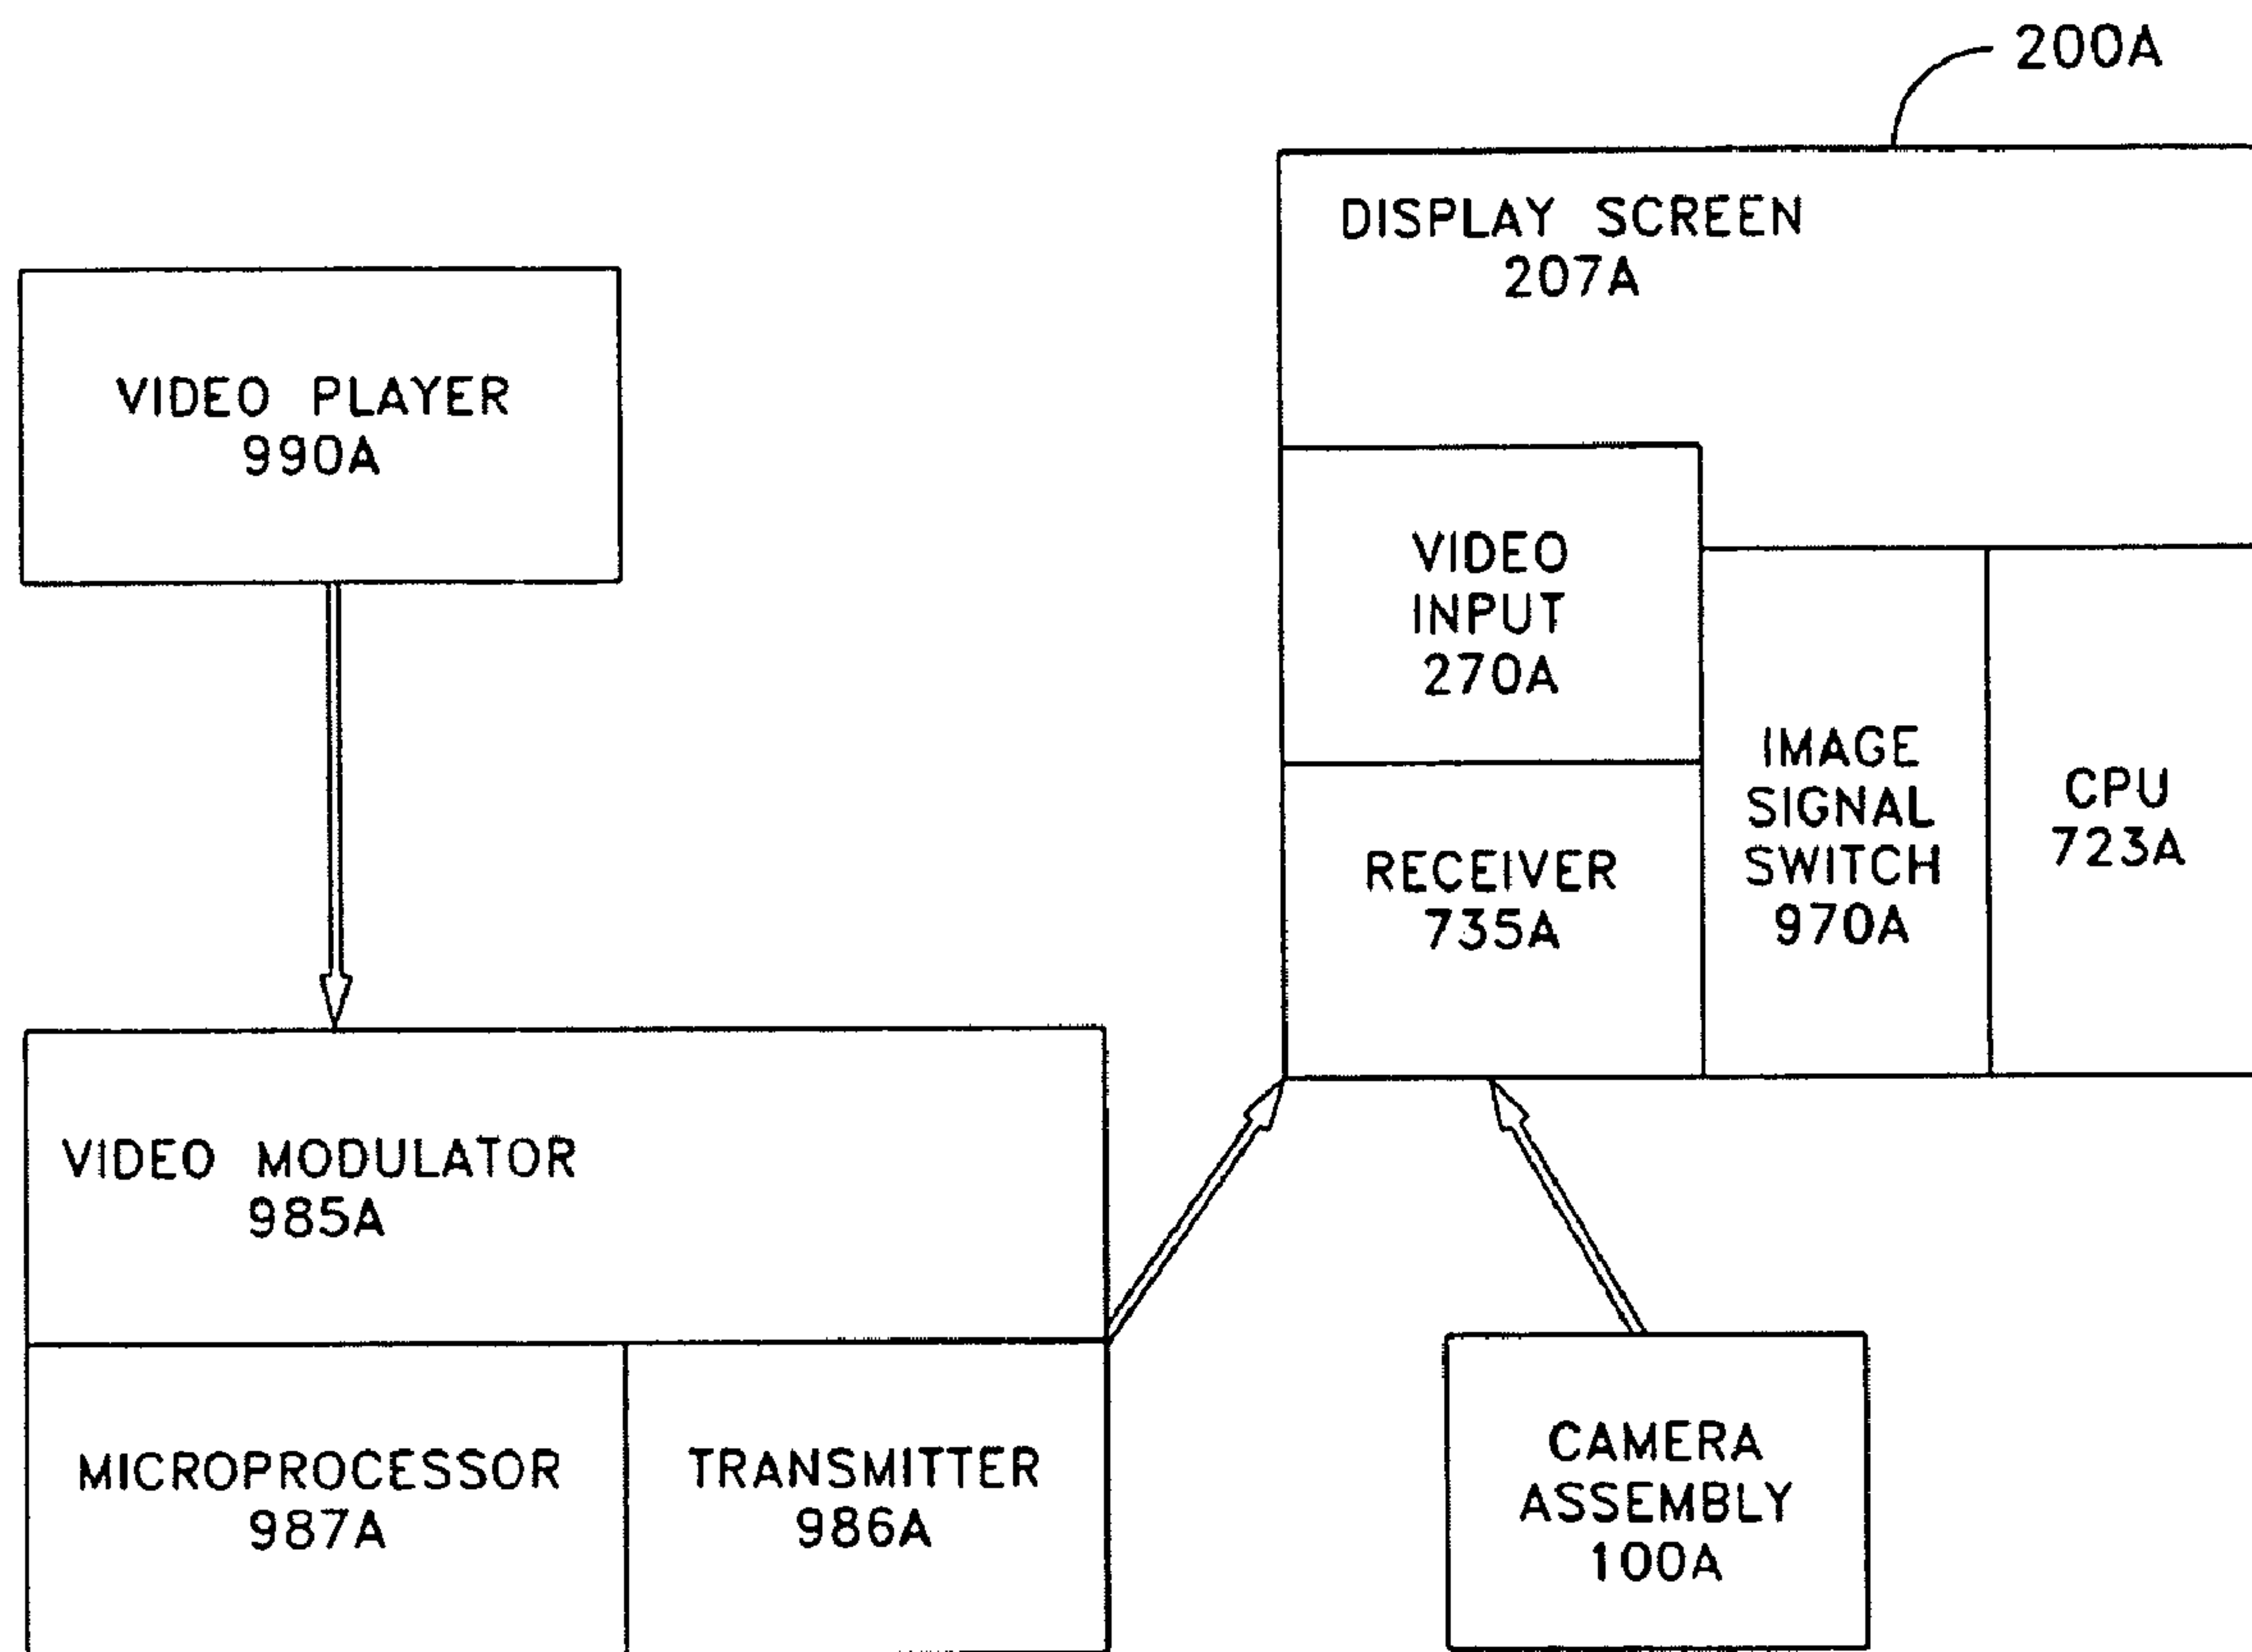 200A
DISPLAY SCREEN
207A
VIDEO PLAYER
990A
VIDEO
INPUT
270A
IMAGE
SIGNAL
SWITCH
970A
CPU
723A
RECEIVER
735A
VIDEO MODULATOR
985A
MICROPROCESSOR
987A
TRANSMITTER
986A
CAMERA
ASSEMBLY
100A